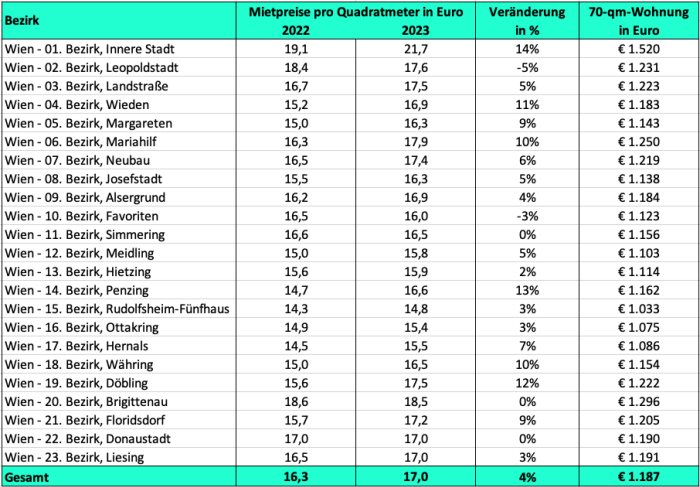 Bezirk Mietpreise pro Quadratmeter in Euro Veränderung 70-qm-Wohnung
2022 2023 in % in Euro
Wien - 01. Bezirk, Innere Stadt 19,1 21,7 14% € 1.520
Wien - 02. Bezirk, Leopoldstadt 18,4 17,6 -5% € 1.231
Wien - 03. Bezirk, Landstraße 16,7 17,5 5% € 1.223
Wien - 04. Bezirk, Wieden 15,2 16,9 11% € 1.183
Wien - 05. Bezirk, Margareten 15,0 16,3 9% € 1.143
Wien - 06. Bezirk, Mariahilf 16,3 17,9 10% € 1.250
Wien - 07. Bezirk, Neubau 16,5 17,4 6% € 1.219
Wien - 08. Bezirk, Josefstadt 15,5 16,3 5% € 1.138
Wien - 09. Bezirk, Alsergrund 16,2 16,9 4% € 1.184
Wien - 10. Bezirk, Favoriten 16,5 16,0 -3% € 1.123
Wien - 11. Bezirk, Simmering 16,6 16,5 0% € 1.156
Wien - 12. Bezirk, Meidling 15,0 15,8 5% € 1.103
Wien - 13. Bezirk, Hietzing 15,6 15,9 2% € 1.114
Wien - 14. Bezirk, Penzing 14,7 16,6 13% € 1.162
Wien - 15. Bezirk, Rudolfsheim-Fünfhaus 14,3 14,8 3% € 1.033
Wien - 16. Bezirk, Ottakring 14,9 15,4 3% € 1.075
Wien - 17. Bezirk, Hernals 14,5 15,5 7% € 1.086
Wien - 18. Bezirk, Währing 15,0 16,5 10% € 1.154
Wien - 19. Bezirk, Döbling 15,6 17,5 12% € 1.222
Wien - 20. Bezirk, Brigittenau 18,6 18,5 0% € 1.296
Wien - 21. Bezirk, Floridsdorf 15,7 17,2 9% € 1.205
Wien - 22. Bezirk, Donaustadt 17,0 17,0 0% € 1.190
Wien - 23. Bezirk, Liesing 16,5 17,0 3% € 1.191
Gesamt 16,3 17,0 4% € 1.187